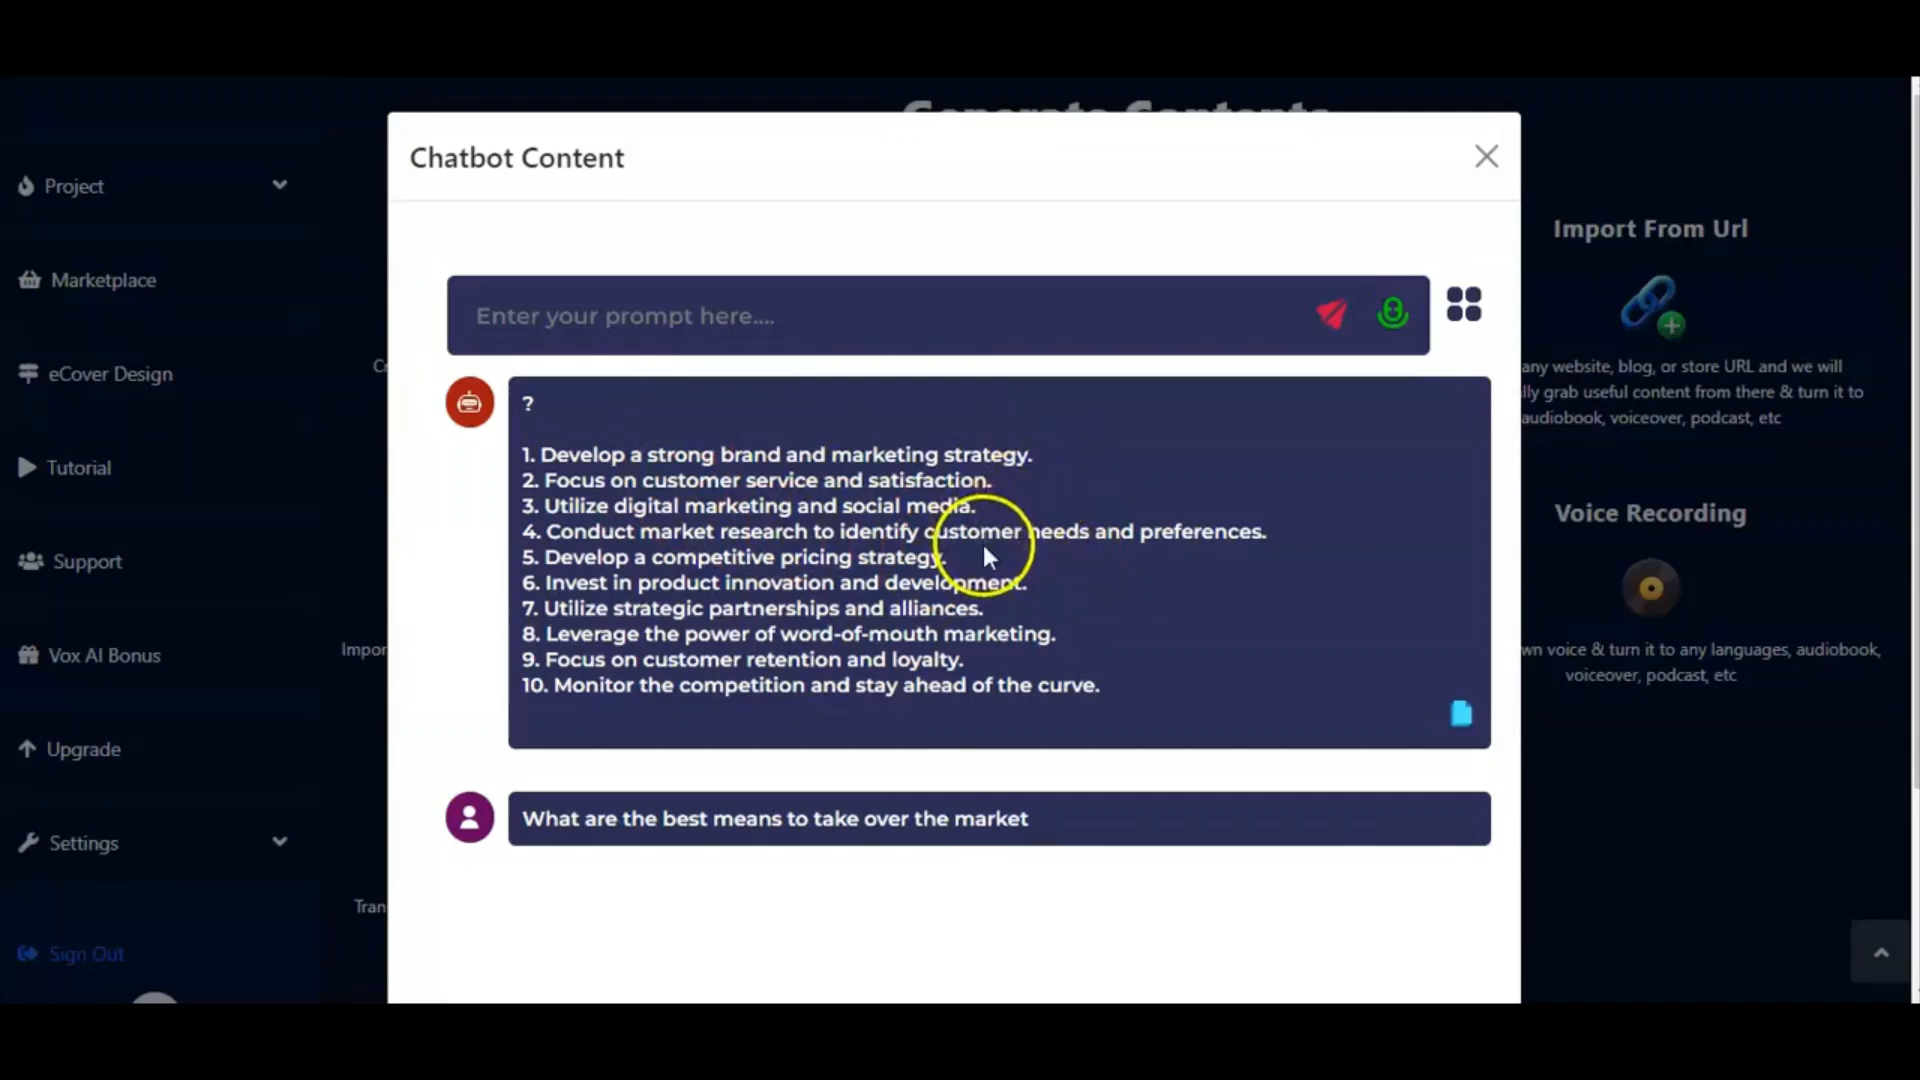 Generate Contents
Chatbot Content
Project
Marketplace
eCover Design
Tutorial
Support
Vox AI Bonus
Upgrade
Settings
Sign Out
Enter your prompt here....
?
1. Develop a strong brand and marketing strategy.
2. Focus on customer service and satisfaction.
3. Utilize digital marketing and social media.
4. Conduct market research to identify customer needs and preferences.
5. Develop a competitive pricing strategy.
6. Invest in product innovation and development.
7. Utilize strategic partnerships and alliances.
8. Leverage the power of word-of-mouth marketing.
9. Focus on customer retention and loyalty.
10. Monitor the competition and stay ahead of the curve.
What are the best means to take over the market
Import From Url
any website, blog, or store URL and we will
lly grab useful content from there & turn it to
audiobook, voiceover, podcast, etc
Voice Recording
wn voice & turn it to any languages, audiobook,
voiceover, podcast, etc